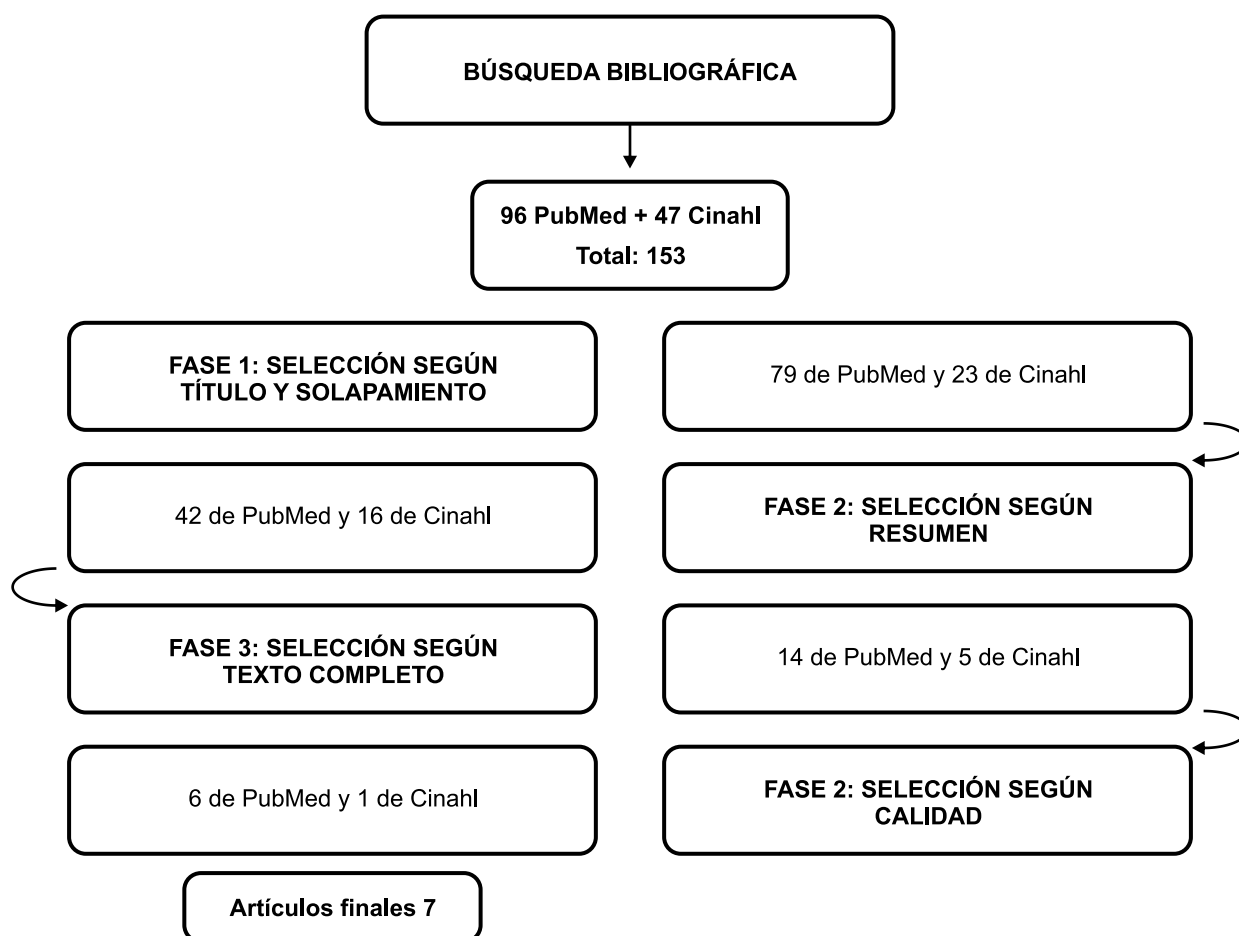 BÚSQUEDA BIBLIOGRÁFICA
96 PubMed + 47 Cinahl
Total: 153
FASE 1: SELECCIÓN SEGÚN
TÍTULO Y SOLAPAMIENTO
79 de PubMed y 23 de Cinahl
42 de PubMed y 16 de Cinahl
FASE 2: SELECCIÓN SEGÚN
RESUMEN
FASE 3: SELECCIÓN SEGÚN
TEXTO COMPLETO
14 de PubMed y 5 de Cinahl
6 de PubMed y 1 de Cinahl
FASE 2: SELECCIÓN SEGÚN
CALIDAD
Artículos finales 7